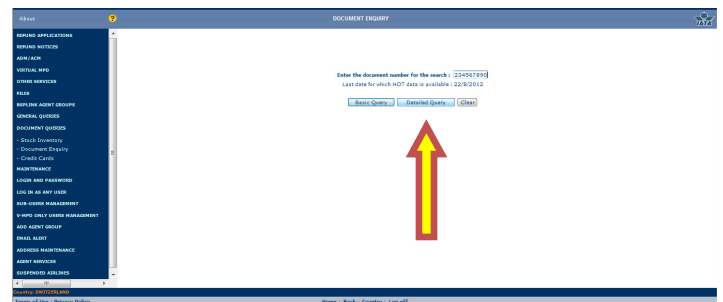 About
?
DOCUMENT ENQUIRY
IATA
REFUND APPLICATIONS
REFUND NOTICES
ADM/ACM
VIRTUAL MPD
OTHER SERVICES
FILES
BSPLINK AGENT GROUPS
GENERAL QUERIES
DOCUMENT QUERIES
- Stock Inventory
- Document Enquiry
- Credit Cards
MAINTENANCE
LOGIN AND PASSWORD
LOG IN AS ANY USER
SUB-USERS MANAGEMENT
V-MPD ONLY USERS MANAGEMENT
ADD AGENT GROUP
EMAIL ALERT
ADDRESS MAINTENANCE
AGENT SERVICES
SUSPENDED AIRLINES
Enter the document number for the search : 234567890
Last date for which HOT data is available : 22/8/2012
Basic Query Detailed Query Clear
Country: SWITZERLAND
Terms of Use | Privacy Policy
Home | Back | Country | Log off